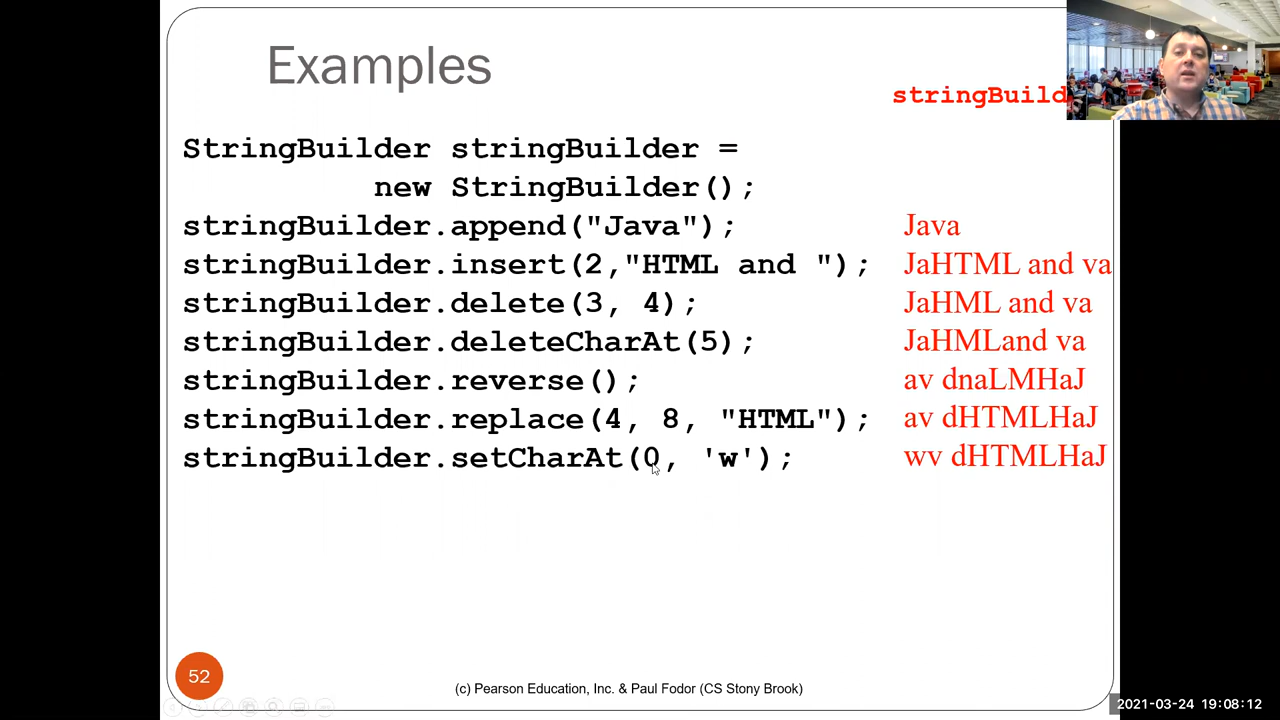 Examples
stringBuild
StringBuilder stringBuilder =
new StringBuilder();
stringBuilder.append("Java"); Java
stringBuilder.insert(2,"HTML and "); JaHTML and va
stringBuilder.delete(3, 4); JaHML and va
stringBuilder.deleteCharAt(5); JaHMLand va
stringBuilder.reverse(); av dnaLMHaJ
stringBuilder.replace(4, 8, "HTML"); av dHTMLHaJ
stringBuilder.setCharAt(0, 'w'); wv dHTMLHaJ
52
(c) Pearson Education, Inc. & Paul Fodor (CS Stony Brook)
2021-03-24 19:08:12